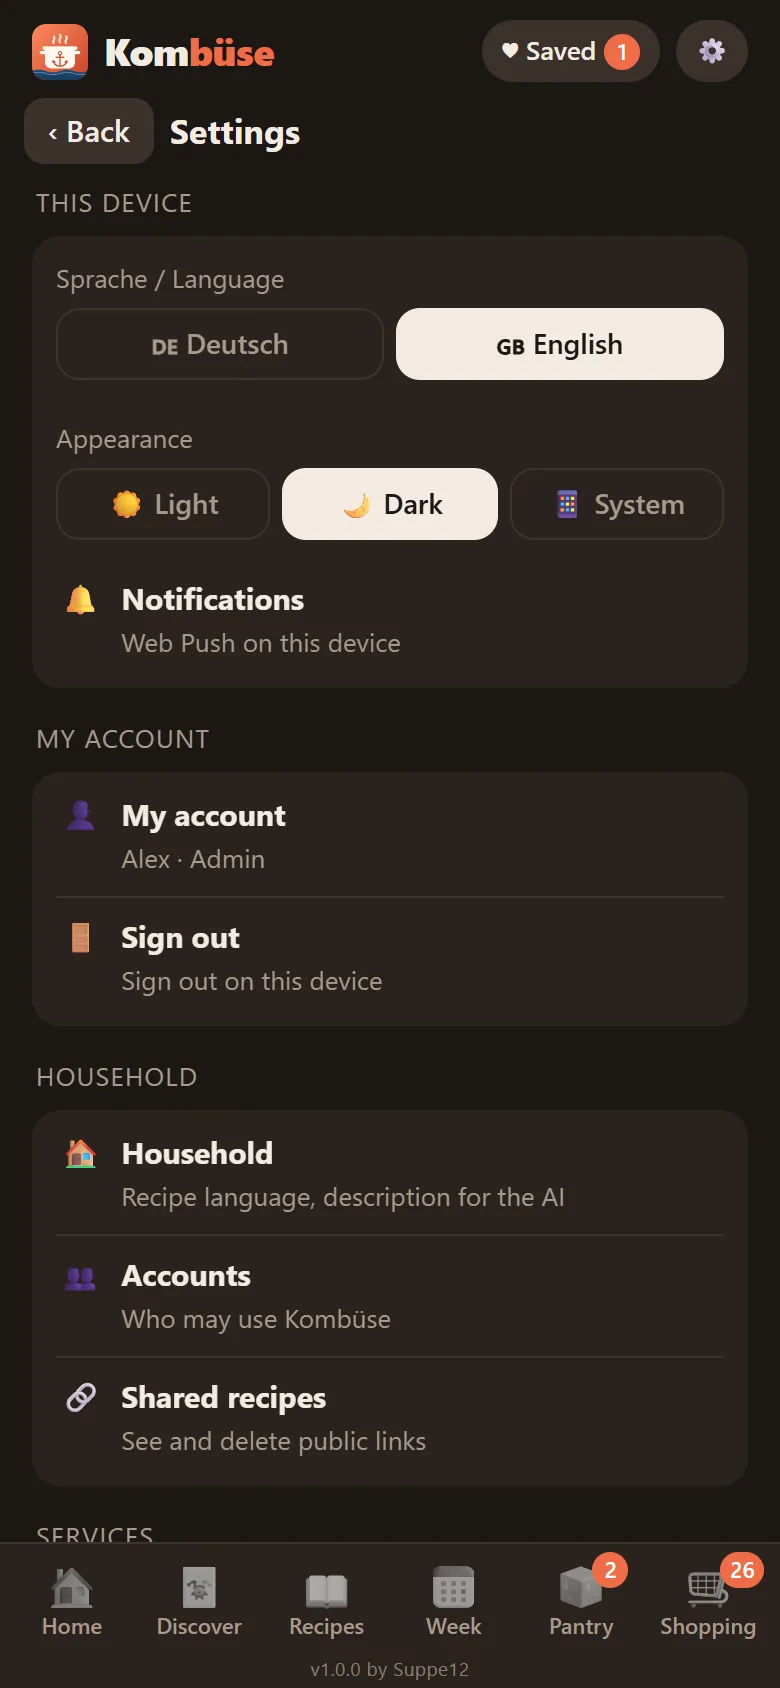 Kombüse
♥ Saved 1
‹ Back Settings
THIS DEVICE
Sprache / Language
DE Deutsch
GB English
Appearance
Light
Dark
System
Notifications
Web Push on this device
MY ACCOUNT
My account
Alex · Admin
Sign out
Sign out on this device
HOUSEHOLD
Household
Recipe language, description for the AI
Accounts
Who may use Kombüse
Shared recipes
See and delete public links
SERVICES
Home
Discover
Recipes
Week
2
Pantry
26
Shopping
v1.0.0 by Suppe12